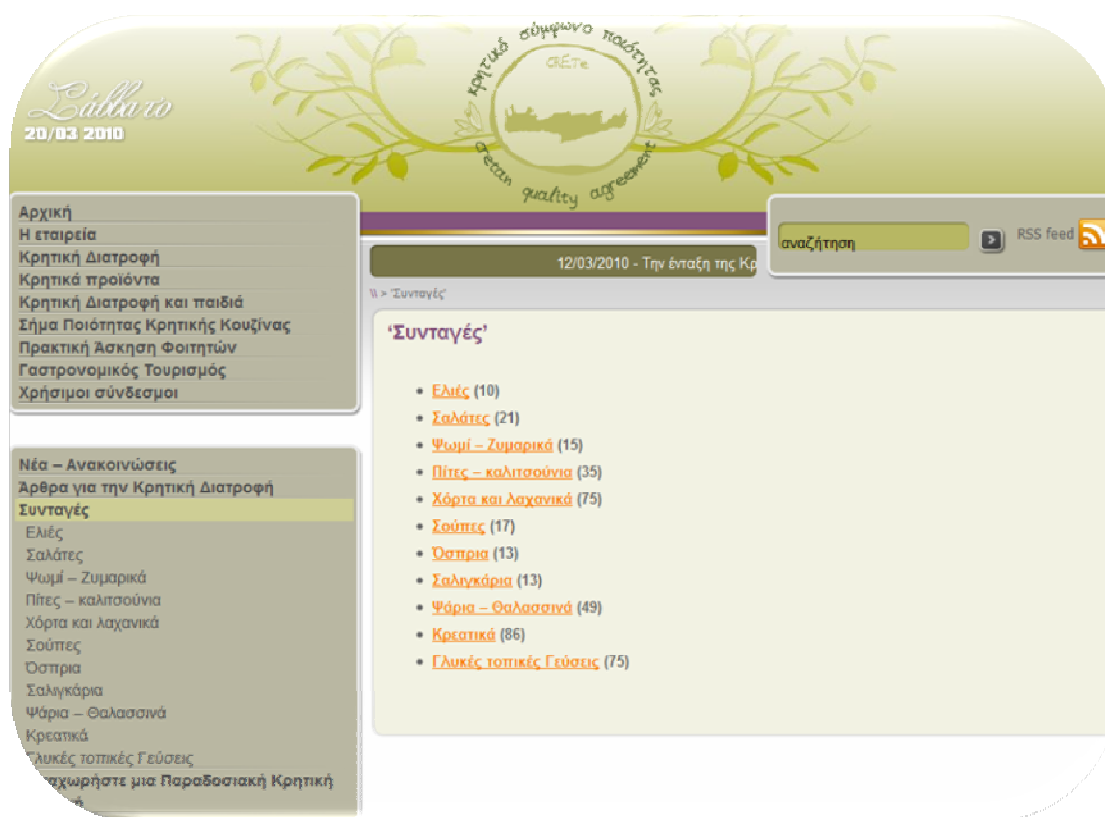 κρητικό σύμφωνο ποιότητας
CRETE
cretan quality agreement
Σάββατο
20/03 2010
Αρχική
Η εταιρεία
Κρητική Διατροφή
Κρητικά προϊόντα
Κρητική Διατροφή και παιδιά
Σήμα Ποιότητας Κρητικής Κουζίνας
Πρακτική Άσκηση Φοιτητών
Γαστρονομικός Τουρισμός
Χρήσιμοι σύνδεσμοι
αναζήτηση
RSS feed
12/03/2010 - Την ένταξη της Κρ
\\ > 'Συνταγές'
‘Συνταγές’
• Ελιές (10)
• Σαλάτες (21)
• Ψωμί – Ζυμαρικά (15)
• Πίτες – καλιτσούνια (35)
• Χόρτα και λαχανικά (75)
• Σούπες (17)
• Όσπρια (13)
• Σαλιγκάρια (13)
• Ψάρια – Θαλασσινά (49)
• Κρεατικά (86)
• Γλυκές τοπικές Γεύσεις (75)
Νέα – Ανακοινώσεις
Άρθρα για την Κρητική Διατροφή
Συνταγές
Ελιές
Σαλάτες
Ψωμί – Ζυμαρικά
Πίτες – καλιτσούνια
Χόρτα και λαχανικά
Σούπες
Όσπρια
Σαλιγκάρια
Ψάρια – Θαλασσινά
Κρεατικά
Γλυκές τοπικές Γεύσεις
χωρήστε μια Παραδοσιακή Κρητική